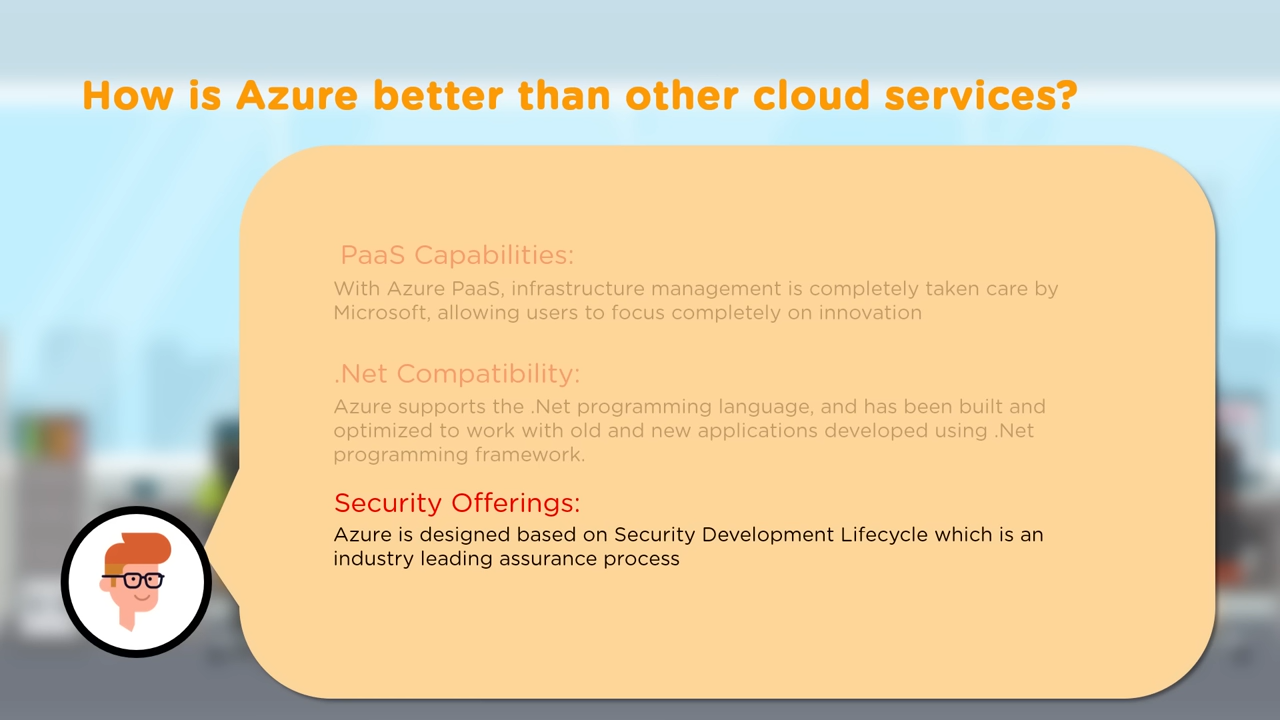 How is Azure better than other cloud services?
PaaS Capabilities:
With Azure PaaS, infrastructure management is completely taken care by
Microsoft, allowing users to focus completely on innovation
.Net Compatibility:
Azure supports the .Net programming language, and has been built and
optimized to work with old and new applications developed using .Net
programming framework.
Security Offerings:
Azure is designed based on Security Development Lifecycle which is an
industry leading assurance process